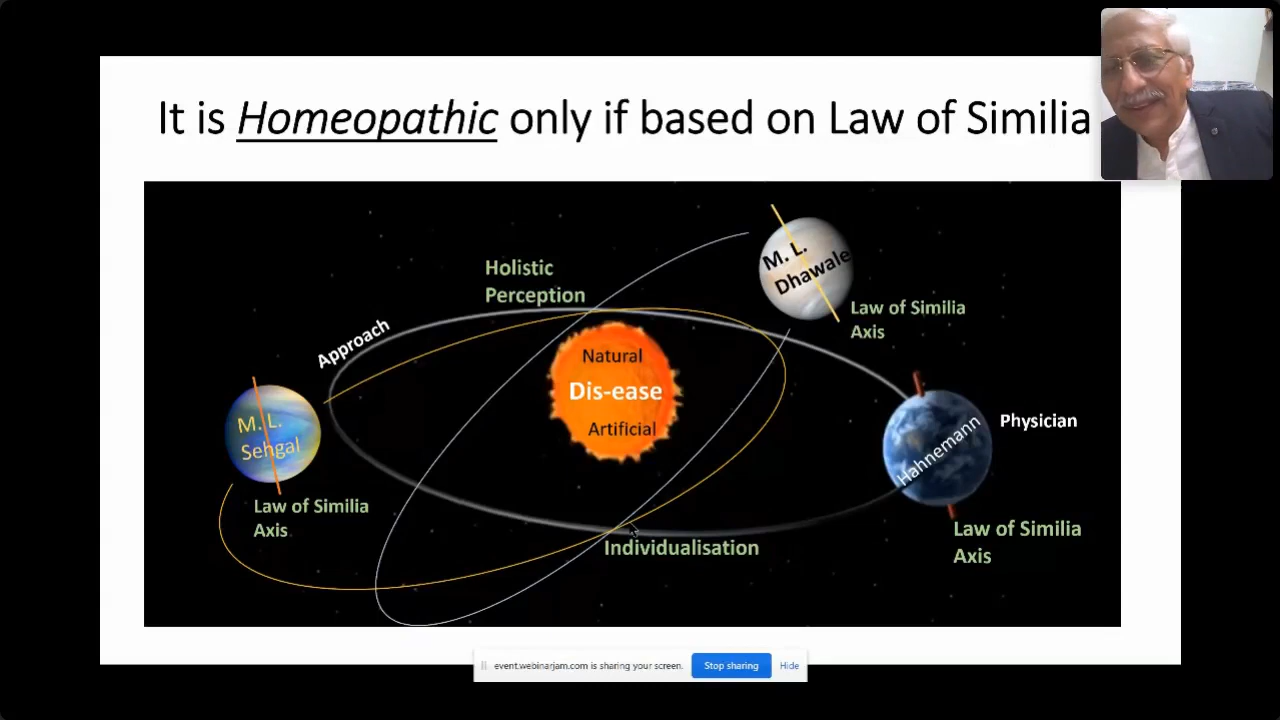 It is Homeopathic only if based on Law of Similia
Holistic
Perception
M. L.
Dhawale
Law of Similia
Axis
Approach
Natural
Dis-ease
Artificial
M. L.
Sehgal
Law of Similia
Axis
Hahnemann
Physician
Law of Similia
Axis
Individualisation
event.webinarjam.com is sharing your screen.
Stop sharing
Hide